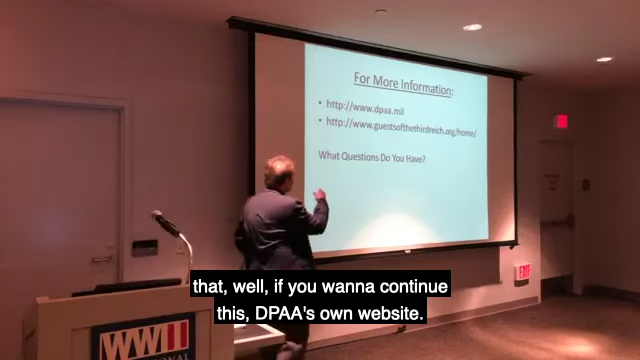 For More Information:
• http://www.dpaa.mil
• http://www.guestsofthethirdreich.org/home/
What Questions Do You Have?
EXIT
that, well, if you wanna continue
this, DPAA's own website.
WWII
NATIONAL